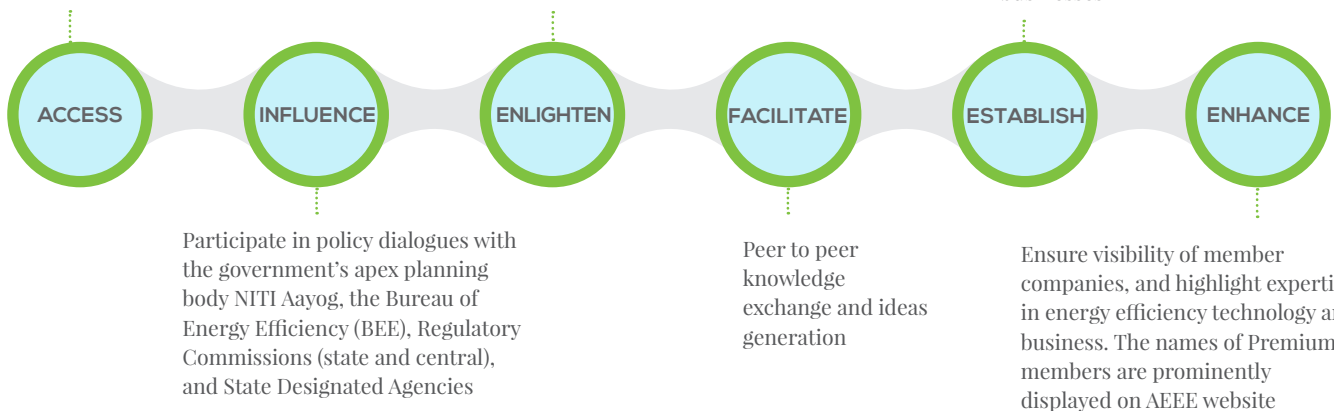 ACCESS
INFLUENCE
ENLIGHTEN
FACILITATE
ESTABLISH
ENHANCE
Participate in policy dialogues with
the government's apex planning
body NITI Aayog, the Bureau of
Energy Efficiency (BEE), Regulatory
Commissions (state and central),
and State Designated Agencies
Peer to peer
knowledge
exchange and ideas
generation
Ensure visibility of member
companies, and highlight
in energy efficiency technology
business. The names of Premium
members are prominently
displayed on AEEE website